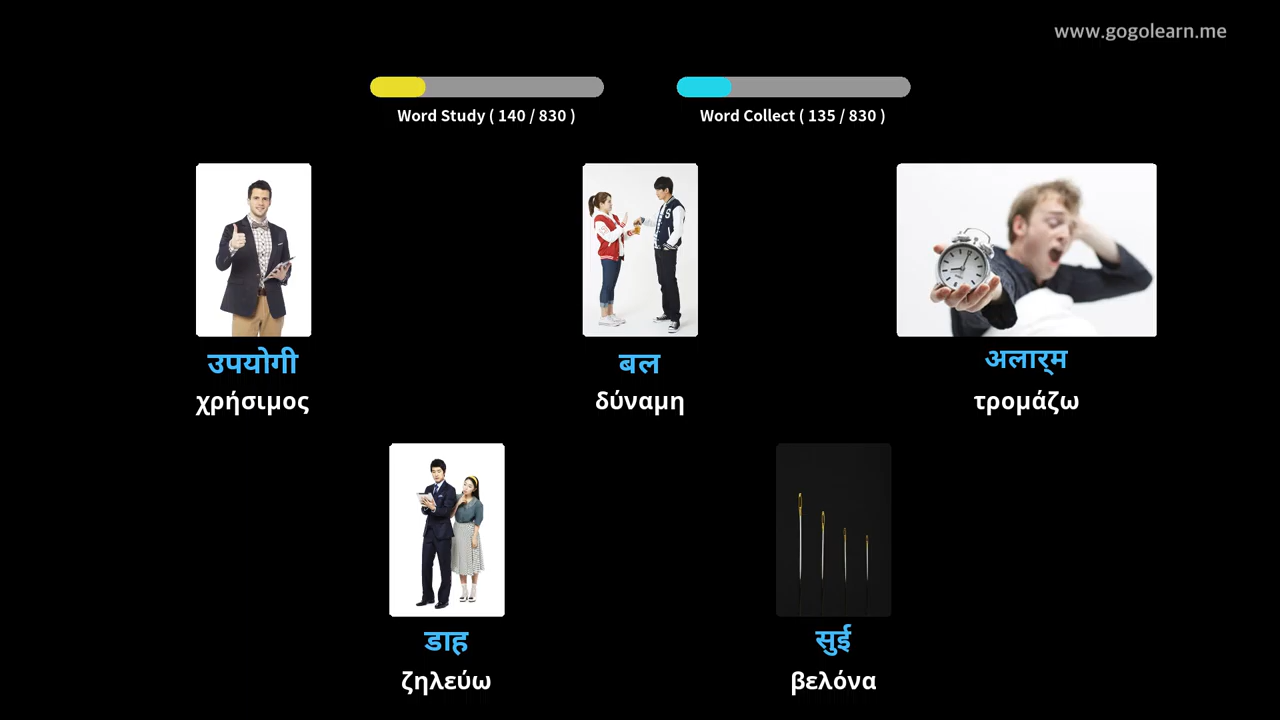 www.gogolearn.me
Word Study ( 140 / 830 )
Word Collect ( 135 / 830 )
उपयोगी
χρήσιμος
बल
δύναμη
अलार्म
τρομάζω
डाह
ζηλεύω
सुई
βελόνα